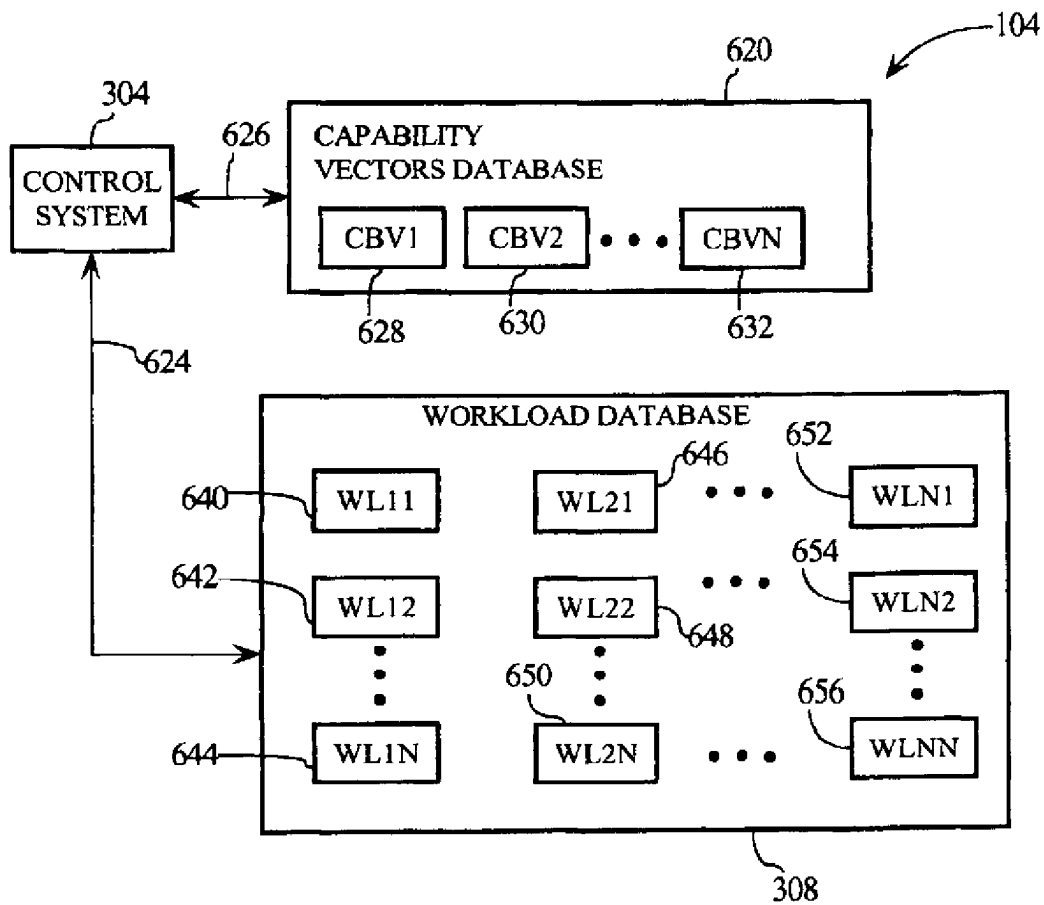 104
620
304
626
CAPABILITY
VECTORS DATABASE
CONTROL
SYSTEM
CBV1 CBV2 CBVN
628 630 632
624
WORKLOAD DATABASE
646 652
640 WL11 WL21 WLN1
642 654
WL12 WL22 WLN2
648
650 656
644 WL1N WL2N WLNN
308